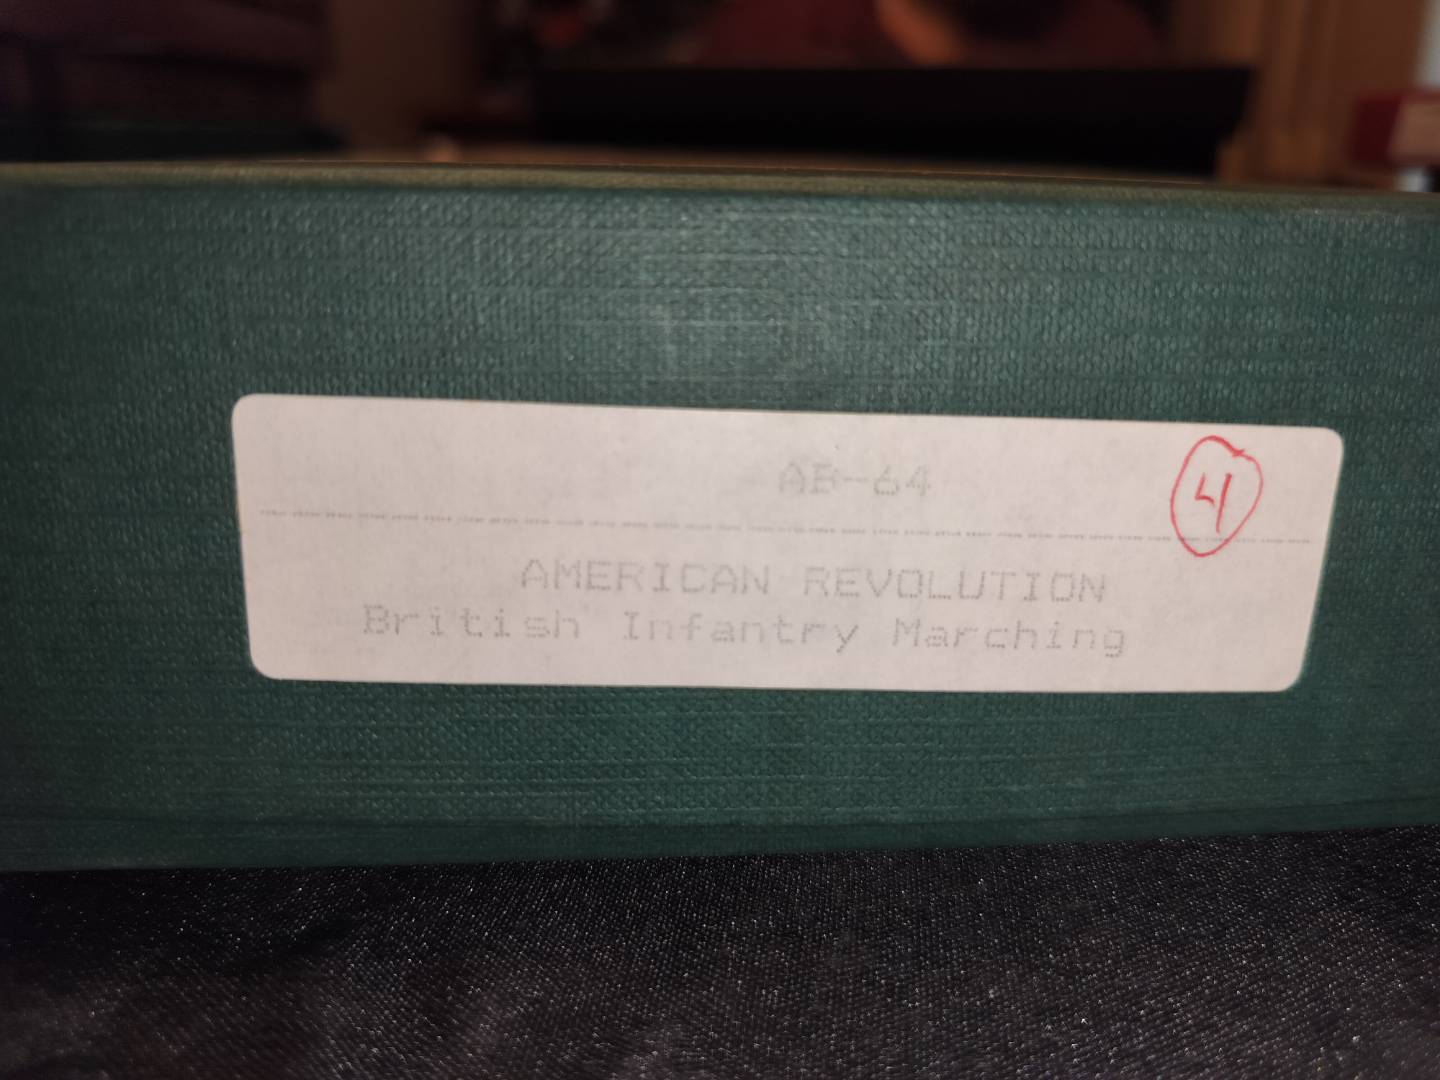 AB-64
4
AMERICAN REVOLUTION
British Infantry Marching